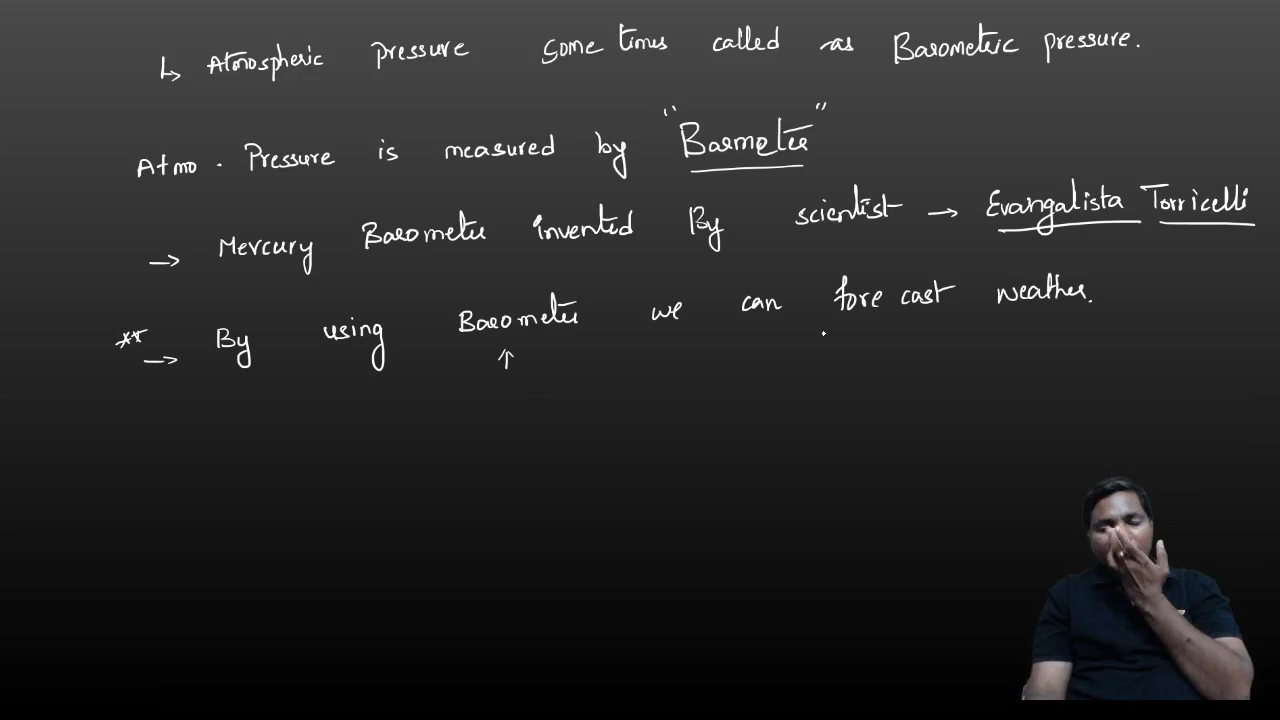 ↳ Atmospheric pressure some times called as Barometric pressure.
Atmo. Pressure is measured by "Barometer"
→ Mercury Barometer invented By scientist → Evangalista Torricelli
** → By using Barometer we can fore cast weather.
↑